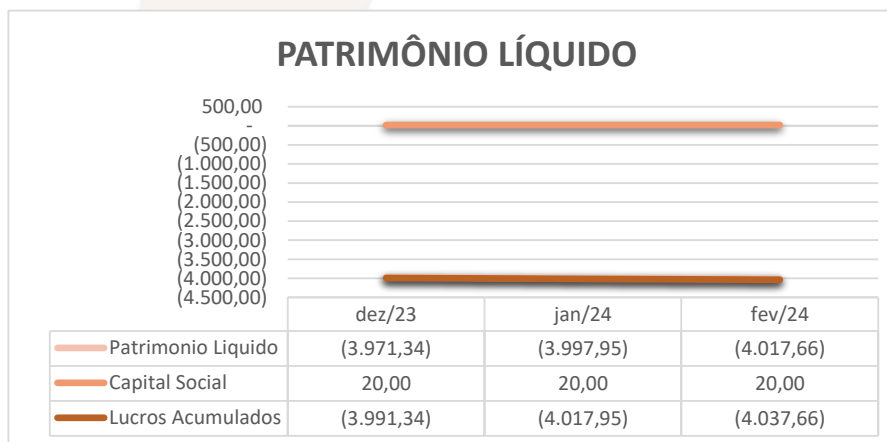 PATRIMÔNIO LÍQUIDO
500,00
-
(500,00)
(1.000,00)
(1.500,00)
(2.000,00)
(2.500,00)
(3.000,00)
(3.500,00)
(4.000,00)
(4.500,00)
dez/23 jan/24 fev/24
Patrimonio Liquido (3.971,34) (3.997,95) (4.017,66)
Capital Social 20,00 20,00 20,00
Lucros Acumulados (3.991,34) (4.017,95) (4.037,66)